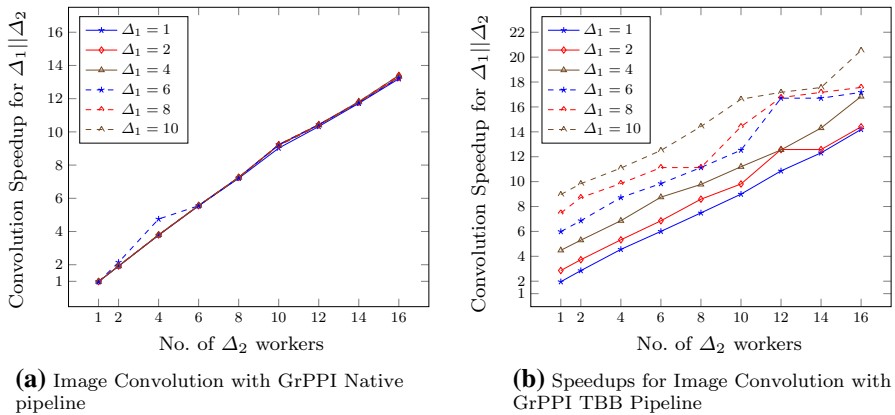 Convolution Speedup for Δ1||Δ2
17
16
14
12
10
8
6
4
2
1
Δ1 = 1
Δ1 = 2
Δ1 = 4
Δ1 = 6
Δ1 = 8
Δ1 = 10
1 2 4 6 8 10 12 14 16
No. of Δ2 workers
(a) Image Convolution with GrPPI Native
pipeline
Convolution Speedup for Δ1||Δ2
22
20
18
16
14
12
10
8
6
4
2
1
Δ1 = 1
Δ1 = 2
Δ1 = 4
Δ1 = 6
Δ1 = 8
Δ1 = 10
1 2 4 6 8 10 12 14 16
No. of Δ2 workers
(b) Speedups for Image Convolution with
GrPPI TBB Pipeline